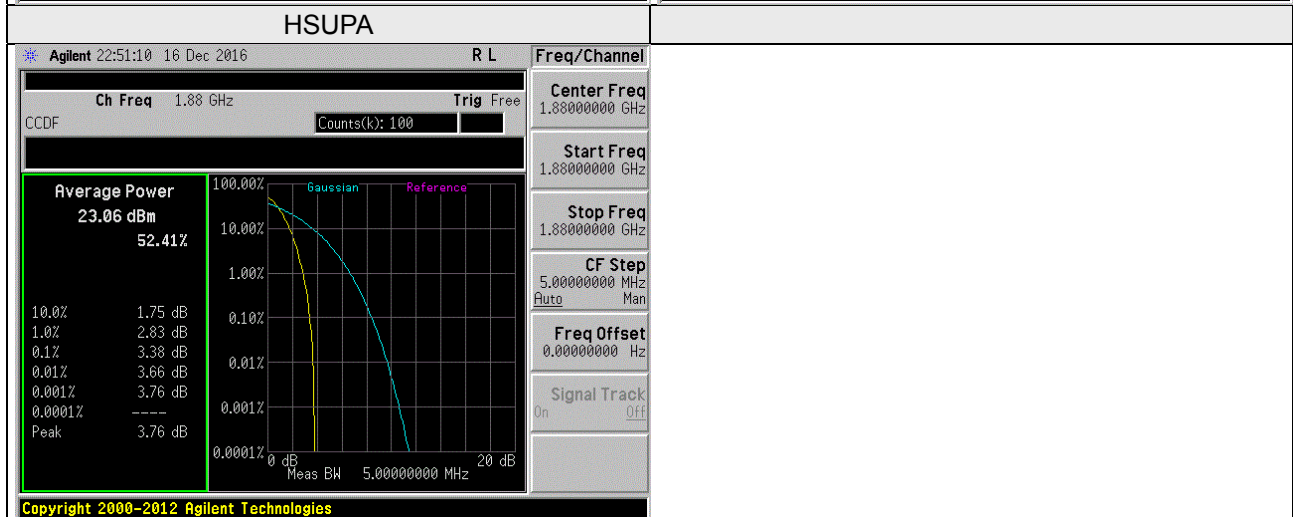 HSUPA
Agilent 22:51:10 16 Dec 2016 R L
Freq/Channel
Ch Freq 1.88 GHz Trig Free
CCDF Counts(k): 100
Center Freq
1.88000000 GHz
Start Freq
1.88000000 GHz
Stop Freq
1.88000000 GHz
CF Step
5.00000000 MHz
Auto Man
Freq Offset
0.00000000 Hz
Signal Track
On Off
Average Power
23.06 dBm
52.41%
10.0% 1.75 dB
1.0% 2.83 dB
0.1% 3.38 dB
0.01% 3.66 dB
0.001% 3.76 dB
0.0001% ----
Peak 3.76 dB
Gaussian Reference
100.00%
10.00%
1.00%
0.10%
0.01%
0.001%
0.0001%
0 dB 20 dB
Meas BW 5.00000000 MHz
Copyright 2000-2012 Agilent Technologies